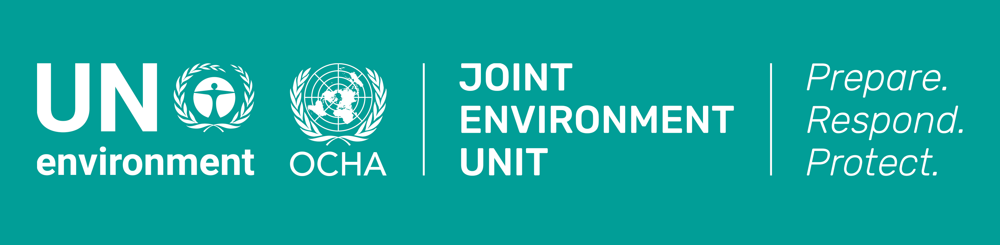 UN
environment
OCHA
JOINT
ENVIRONMENT
UNIT
Prepare.
Respond.
Protect.